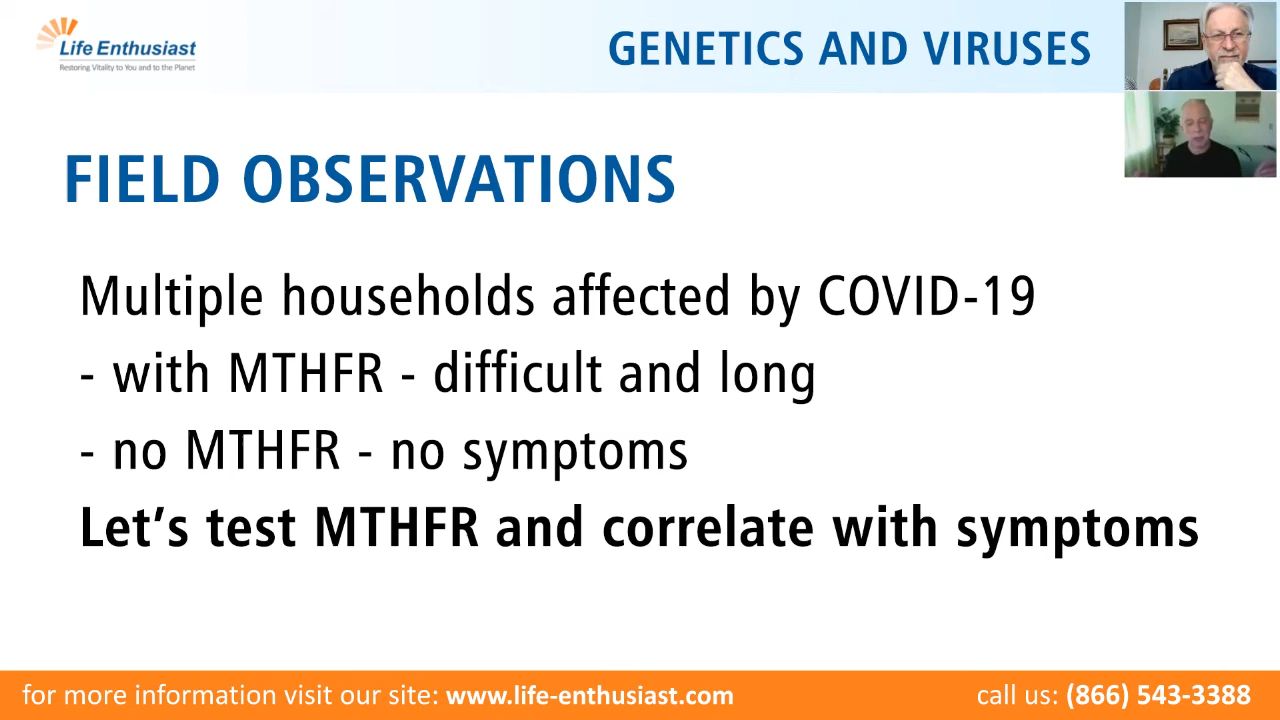 Life Enthusiast
Restoring Vitality to You and to the Planet
GENETICS AND VIRUSES
FIELD OBSERVATIONS
Multiple households affected by COVID-19
- with MTHFR - difficult and long
- no MTHFR - no symptoms
Let's test MTHFR and correlate with symptoms
for more information visit our site: www.life-enthusiast.com
call us: (866) 543-3388